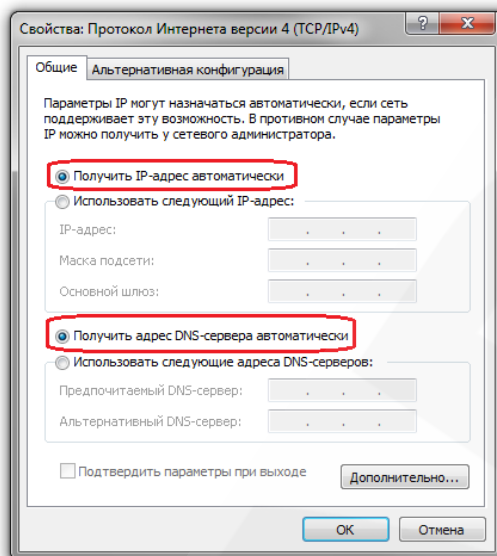 Свойства: Протокол Интернета версии 4 (TCP/IPv4)
Общие
Альтернативная конфигурация
Параметры IP могут назначаться автоматически, если сеть
поддерживает эту возможность. В противном случае параметры
IP можно получить у сетевого администратора.
Получить IP-адрес автоматически
Использовать следующий IP-адрес:
IP-адрес:
Маска подсети:
Основной шлюз:
Получить адрес DNS-сервера автоматически
Использовать следующие адреса DNS-серверов:
Предпочитаемый DNS-сервер:
Альтернативный DNS-сервер:
Подтвердить параметры при выходе
Дополнительно...
ОК
Отмена